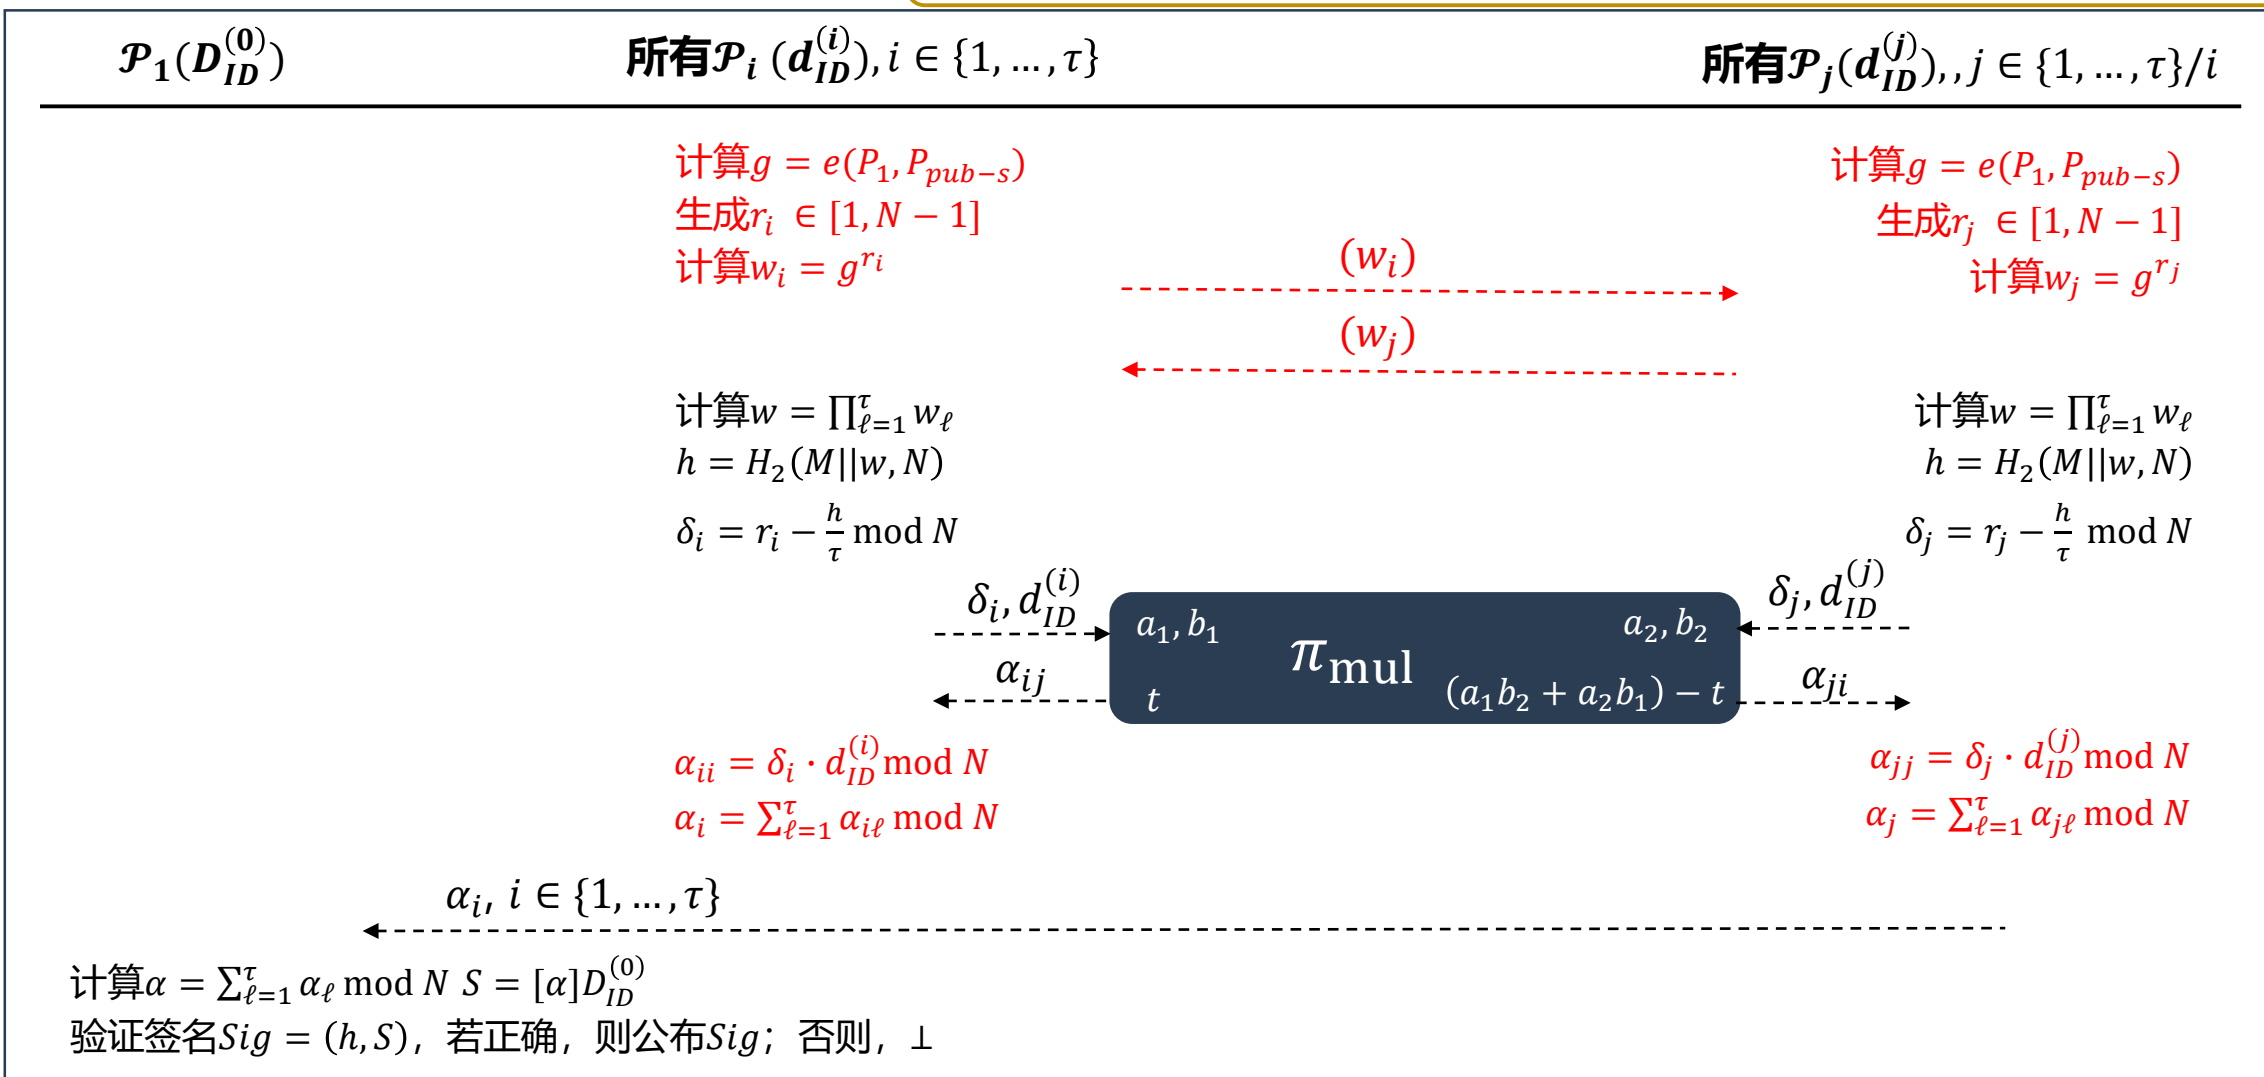 𝒫₁(D_ID^(0))
所有𝒫ᵢ (d_ID^(i)), i ∈ {1, …, τ}
所有𝒫ⱼ(d_ID^(j)), , j ∈ {1, …, τ}/i
计算g = e(P₁, P_pub−s)
生成rᵢ ∈ [1, N − 1]
计算wᵢ = g^(rᵢ)
计算g = e(P₁, P_pub−s)
生成rⱼ ∈ [1, N − 1]
计算wⱼ = g^(rⱼ)
(wᵢ)
(wⱼ)
计算w = ∏_(ℓ=1)^τ w_ℓ
h = H₂(M||w, N)
δᵢ = rᵢ − h/τ mod N
计算w = ∏_(ℓ=1)^τ w_ℓ
h = H₂(M||w, N)
δⱼ = rⱼ − h/τ mod N
δᵢ, d_ID^(i)
α_ij
a₁, b₁
t
π_mul
a₂, b₂
(a₁b₂ + a₂b₁) − t
δⱼ, d_ID^(j)
α_ji
α_ii = δᵢ · d_ID^(i) mod N
αᵢ = ∑_(ℓ=1)^τ α_iℓ mod N
α_jj = δⱼ · d_ID^(j) mod N
αⱼ = ∑_(ℓ=1)^τ α_jℓ mod N
αᵢ, i ∈ {1, …, τ}
计算α = ∑_(ℓ=1)^τ α_ℓ mod N S = [α]D_ID^(0)
验证签名Sig = (h, S)，若正确，则公布Sig；否则，⊥